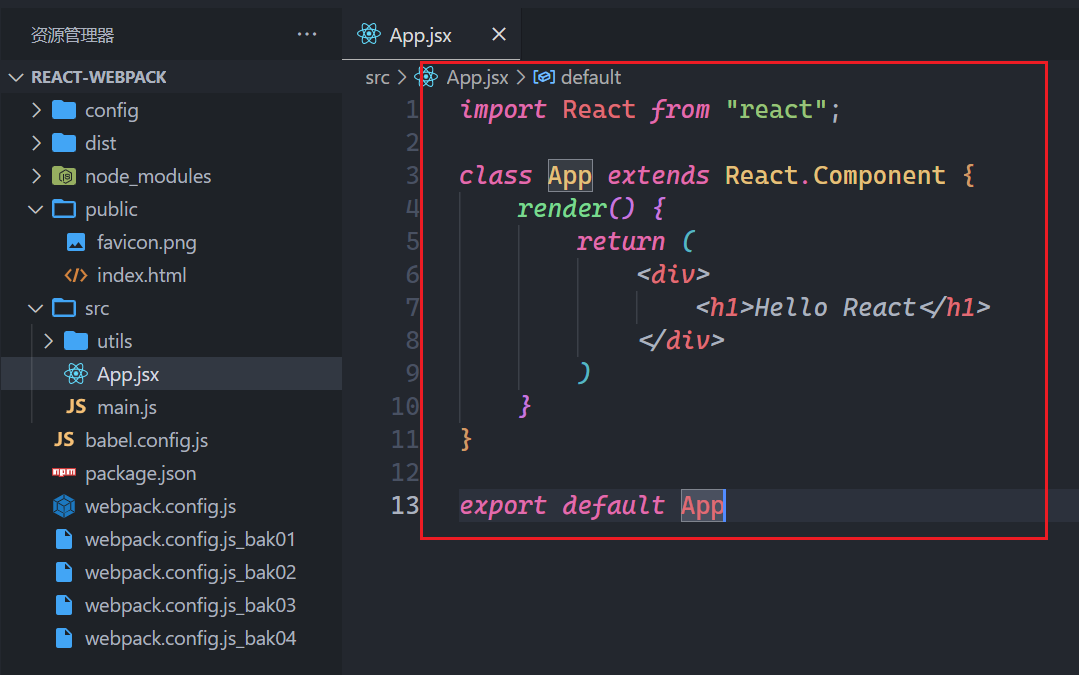 资源管理器 ···
REACT-WEBPACK
config
dist
node_modules
public
favicon.png
index.html
src
utils
App.jsx
JS main.js
JS babel.config.js
npm package.json
webpack.config.js
webpack.config.js_bak01
webpack.config.js_bak02
webpack.config.js_bak03
webpack.config.js_bak04
App.jsx
src > App.jsx > default
1 import React from "react";
2
3 class App extends React.Component {
4 render() {
5 return (
6 <div>
7 <h1>Hello React</h1>
8 </div>
9 )
10 }
11 }
12
13 export default App